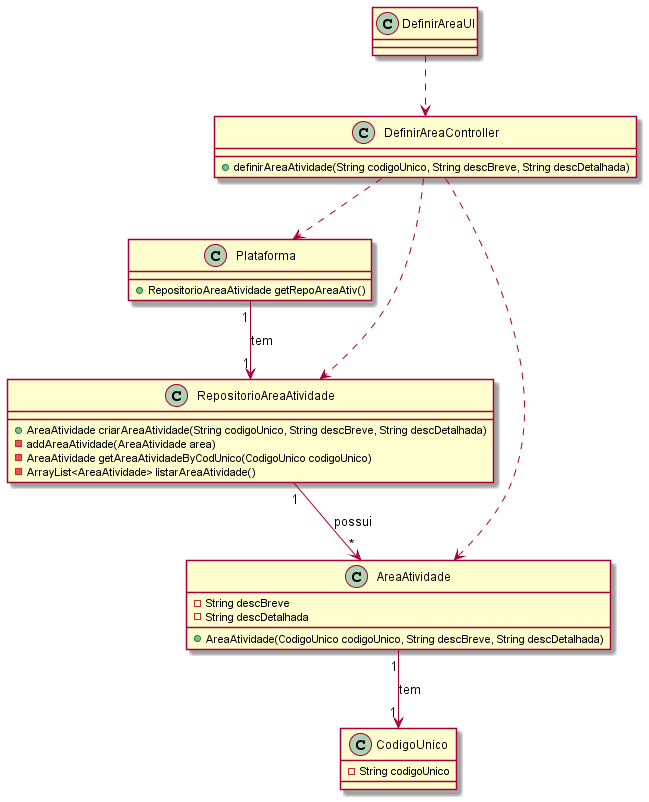 C DefinirAreaUI
C DefinirAreaController
definirAreaAtividade(String codigoUnico, String descBreve, String descDetalhada)
C Plataforma
RepositorioAreaAtividade getRepoAreaAtiv()
1
tem
1
C RepositorioAreaAtividade
AreaAtividade criarAreaAtividade(String codigoUnico, String descBreve, String descDetalhada)
addAreaAtividade(AreaAtividade area)
AreaAtividade getAreaAtividadeByCodUnico(CodigoUnico codigoUnico)
ArrayList<AreaAtividade> listarAreaAtividade()
1
possui
*
C AreaAtividade
String descBreve
String descDetalhada
AreaAtividade(CodigoUnico codigoUnico, String descBreve, String descDetalhada)
1
tem
1
C CodigoUnico
String codigoUnico